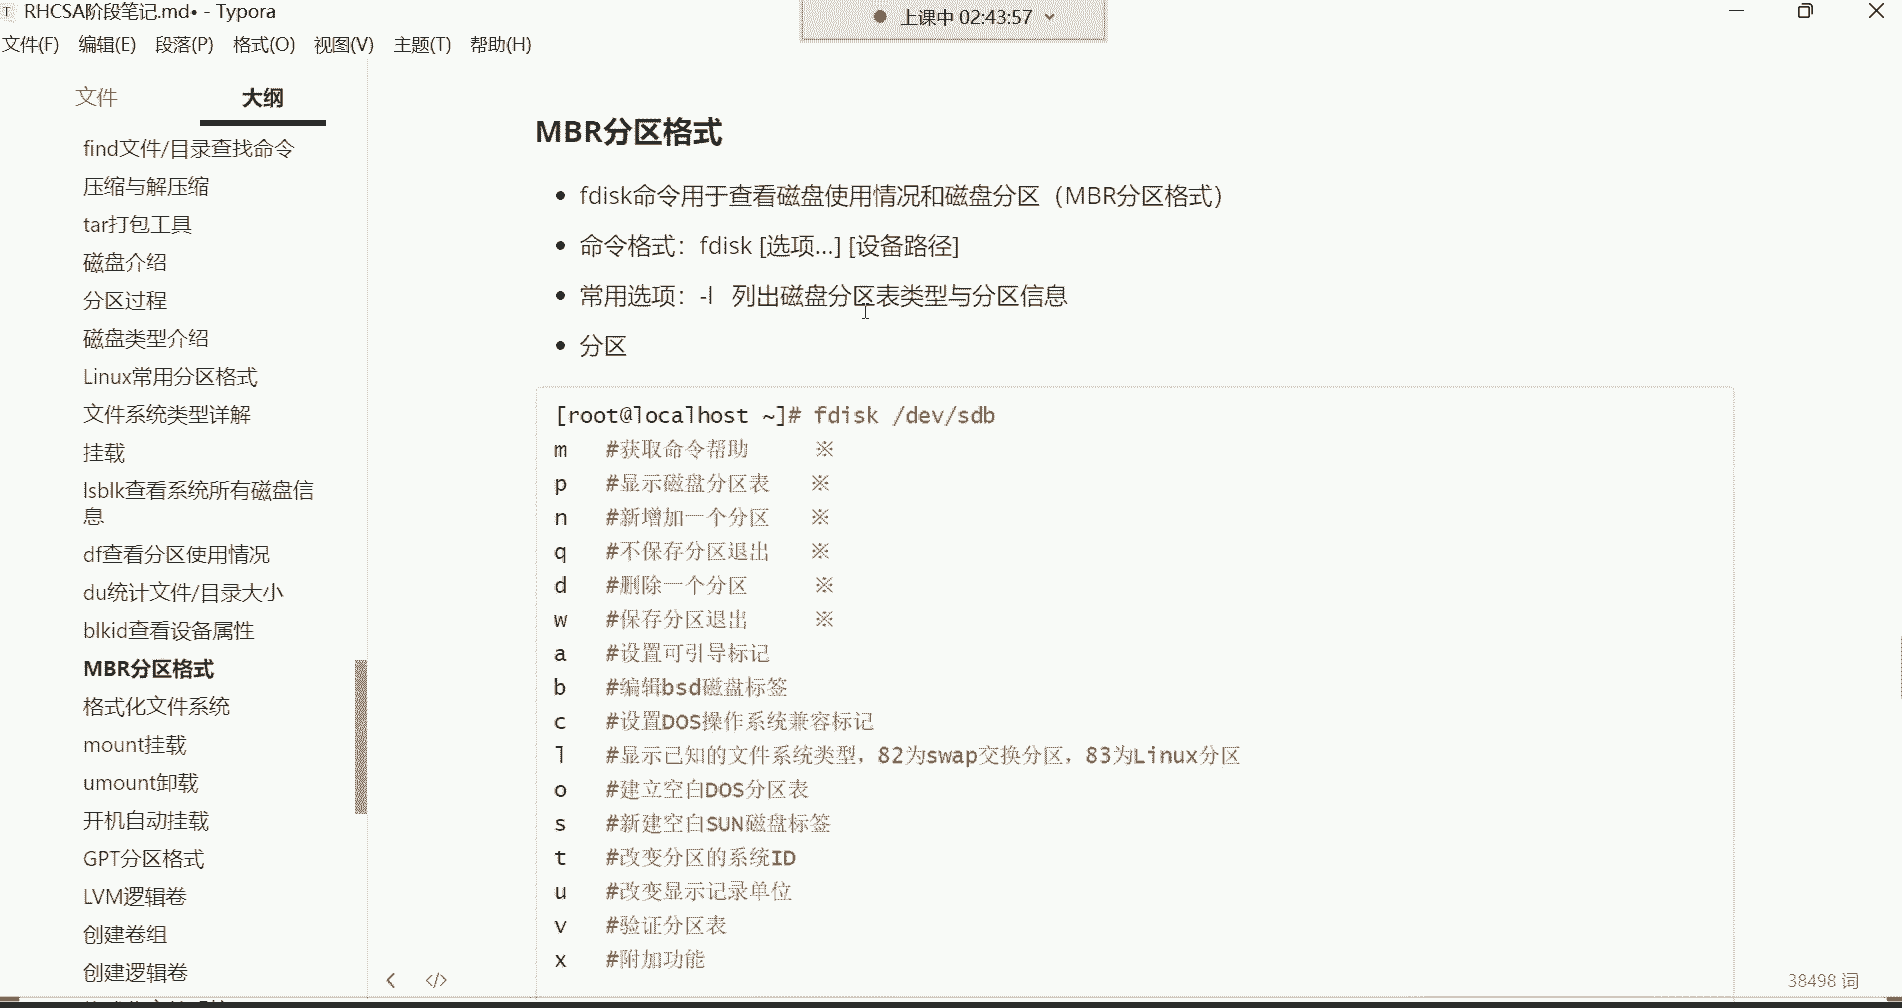 RHCSA阶段笔记.md• - Typora
上课中 02:43:57
文件(F) 编辑(E) 段落(P) 格式(O) 视图(V) 主题(T) 帮助(H)
文件 大纲
find文件/目录查找命令
压缩与解压缩
tar打包工具
磁盘介绍
分区过程
磁盘类型介绍
Linux常用分区格式
文件系统类型详解
挂载
lsblk查看系统所有磁盘信
息
df查看分区使用情况
du统计文件/目录大小
blkid查看设备属性
MBR分区格式
格式化文件系统
mount挂载
umount卸载
开机自动挂载
GPT分区格式
LVM逻辑卷
创建卷组
创建逻辑卷
MBR分区格式
• fdisk命令用于查看磁盘使用情况和磁盘分区（MBR分区格式）
• 命令格式：fdisk [选项...] [设备路径]
• 常用选项：-l 列出磁盘分区表类型与分区信息
• 分区
[root@localhost ~]# fdisk /dev/sdb
m #获取命令帮助 ※
p #显示磁盘分区表 ※
n #新增加一个分区 ※
q #不保存分区退出 ※
d #删除一个分区 ※
w #保存分区退出 ※
a #设置可引导标记
b #编辑bsd磁盘标签
c #设置DOS操作系统兼容标记
l #显示已知的文件系统类型，82为swap交换分区，83为Linux分区
o #建立空白DOS分区表
s #新建空白SUN磁盘标签
t #改变分区的系统ID
u #改变显示记录单位
v #验证分区表
x #附加功能
38498 词